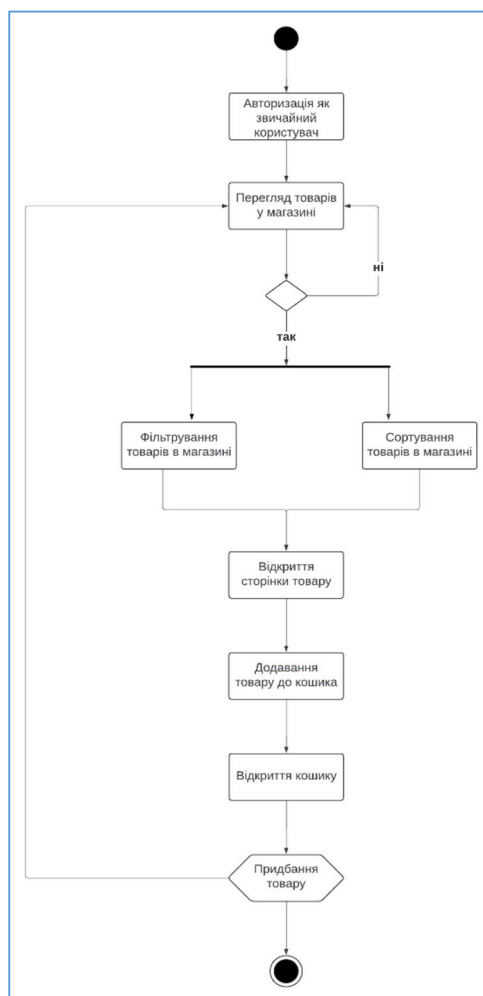 Авторизація як
звичайний
користувач
Перегляд товарів
у магазині
ні
так
Фільтрування
товарів в магазині
Сортування
товарів в магазині
Відкриття
сторінки товару
Додавання
товару до кошика
Відкриття кошику
Придбання
товару